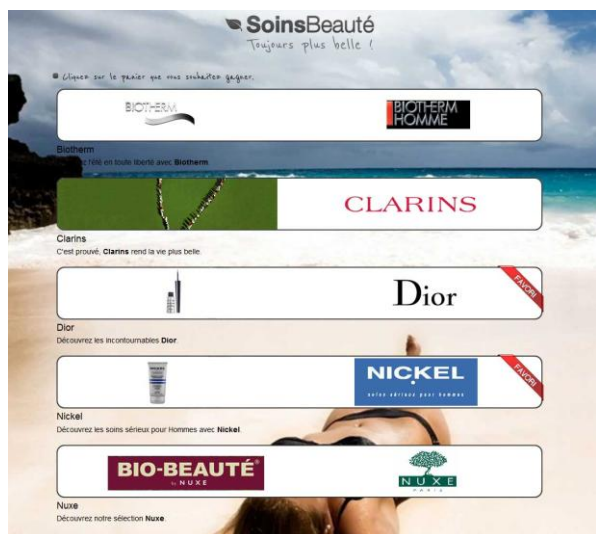 SoinsBeauté
Toujours plus belle !
Cliquez sur le panier que vous souhaitez gagner.
BIOTHERM
BIOTHERM
HOMME
Biotherm
l'été en toute liberté avec Biotherm.
CLARINS
Clarins
C'est prouvé, Clarins rend la vie plus belle.
Dior
FAVORI
Dior
Découvrez les incontournables Dior.
NICKEL
NICKEL
soins sérieux pour hommes
FAVORI
Nickel
Découvrez les soins sérieux pour Hommes avec Nickel.
BIO-BEAUTÉ
by NUXE
NUXE
PARIS
Nuxe
Découvrez notre sélection Nuxe.